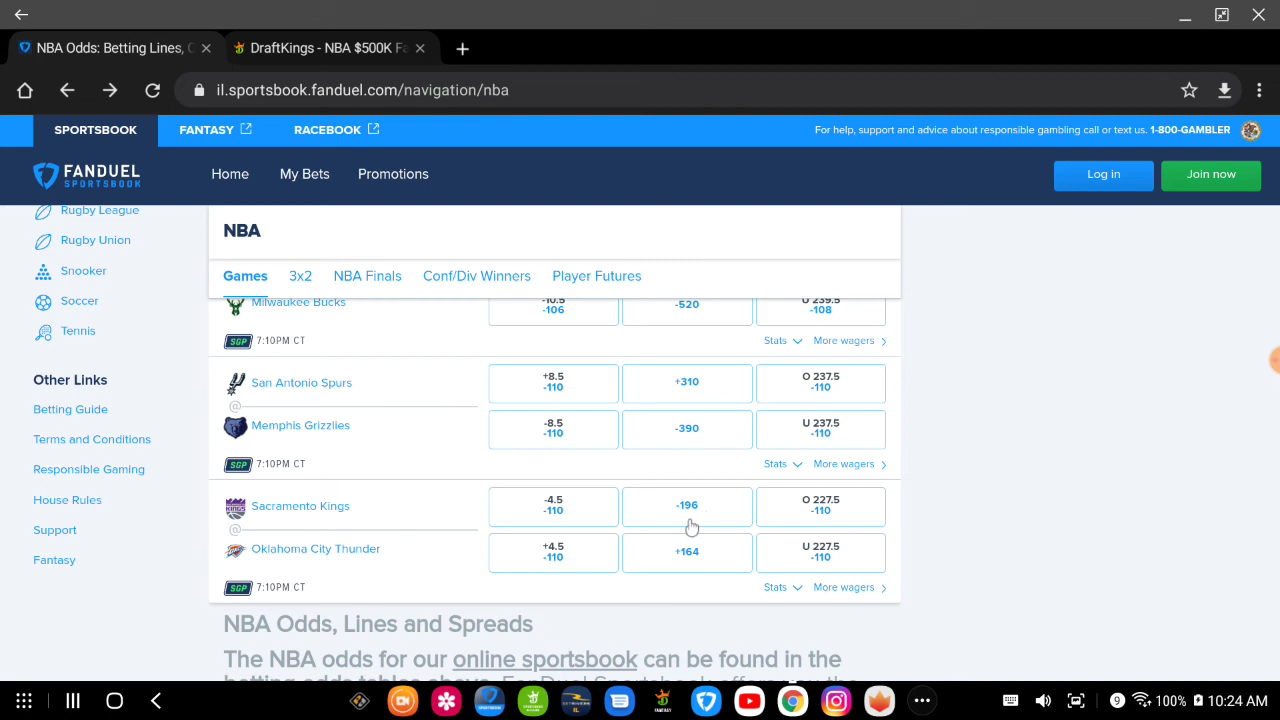 NBA Odds: Betting Lines, DraftKings - NBA $500K Fa
il.sportsbook.fanduel.com/navigation/nba
SPORTSBOOK FANTASY RACEBOOK For help, support and advice about responsible gambling call or text us. 1-800-GAMBLER
FANDUEL SPORTSBOOK Home My Bets Promotions Log in Join now
Rugby League
Rugby Union
Snooker
Soccer
Tennis
Other Links
Betting Guide
Terms and Conditions
Responsible Gaming
House Rules
Support
Fantasy
NBA
Games 3x2 NBA Finals Conf/Div Winners Player Futures
Milwaukee Bucks -10.5 -106 -520 U 239.5 -108
SGP 7:10PM CT Stats More wagers
San Antonio Spurs +8.5 -110 +310 O 237.5 -110
@
Memphis Grizzlies -8.5 -110 -390 U 237.5 -110
SGP 7:10PM CT Stats More wagers
Sacramento Kings -4.5 -110 -196 O 227.5 -110
@
Oklahoma City Thunder +4.5 -110 +164 U 227.5 -110
SGP 7:10PM CT Stats More wagers
NBA Odds, Lines and Spreads
The NBA odds for our online sportsbook can be found in the
9 100% 10:24 AM